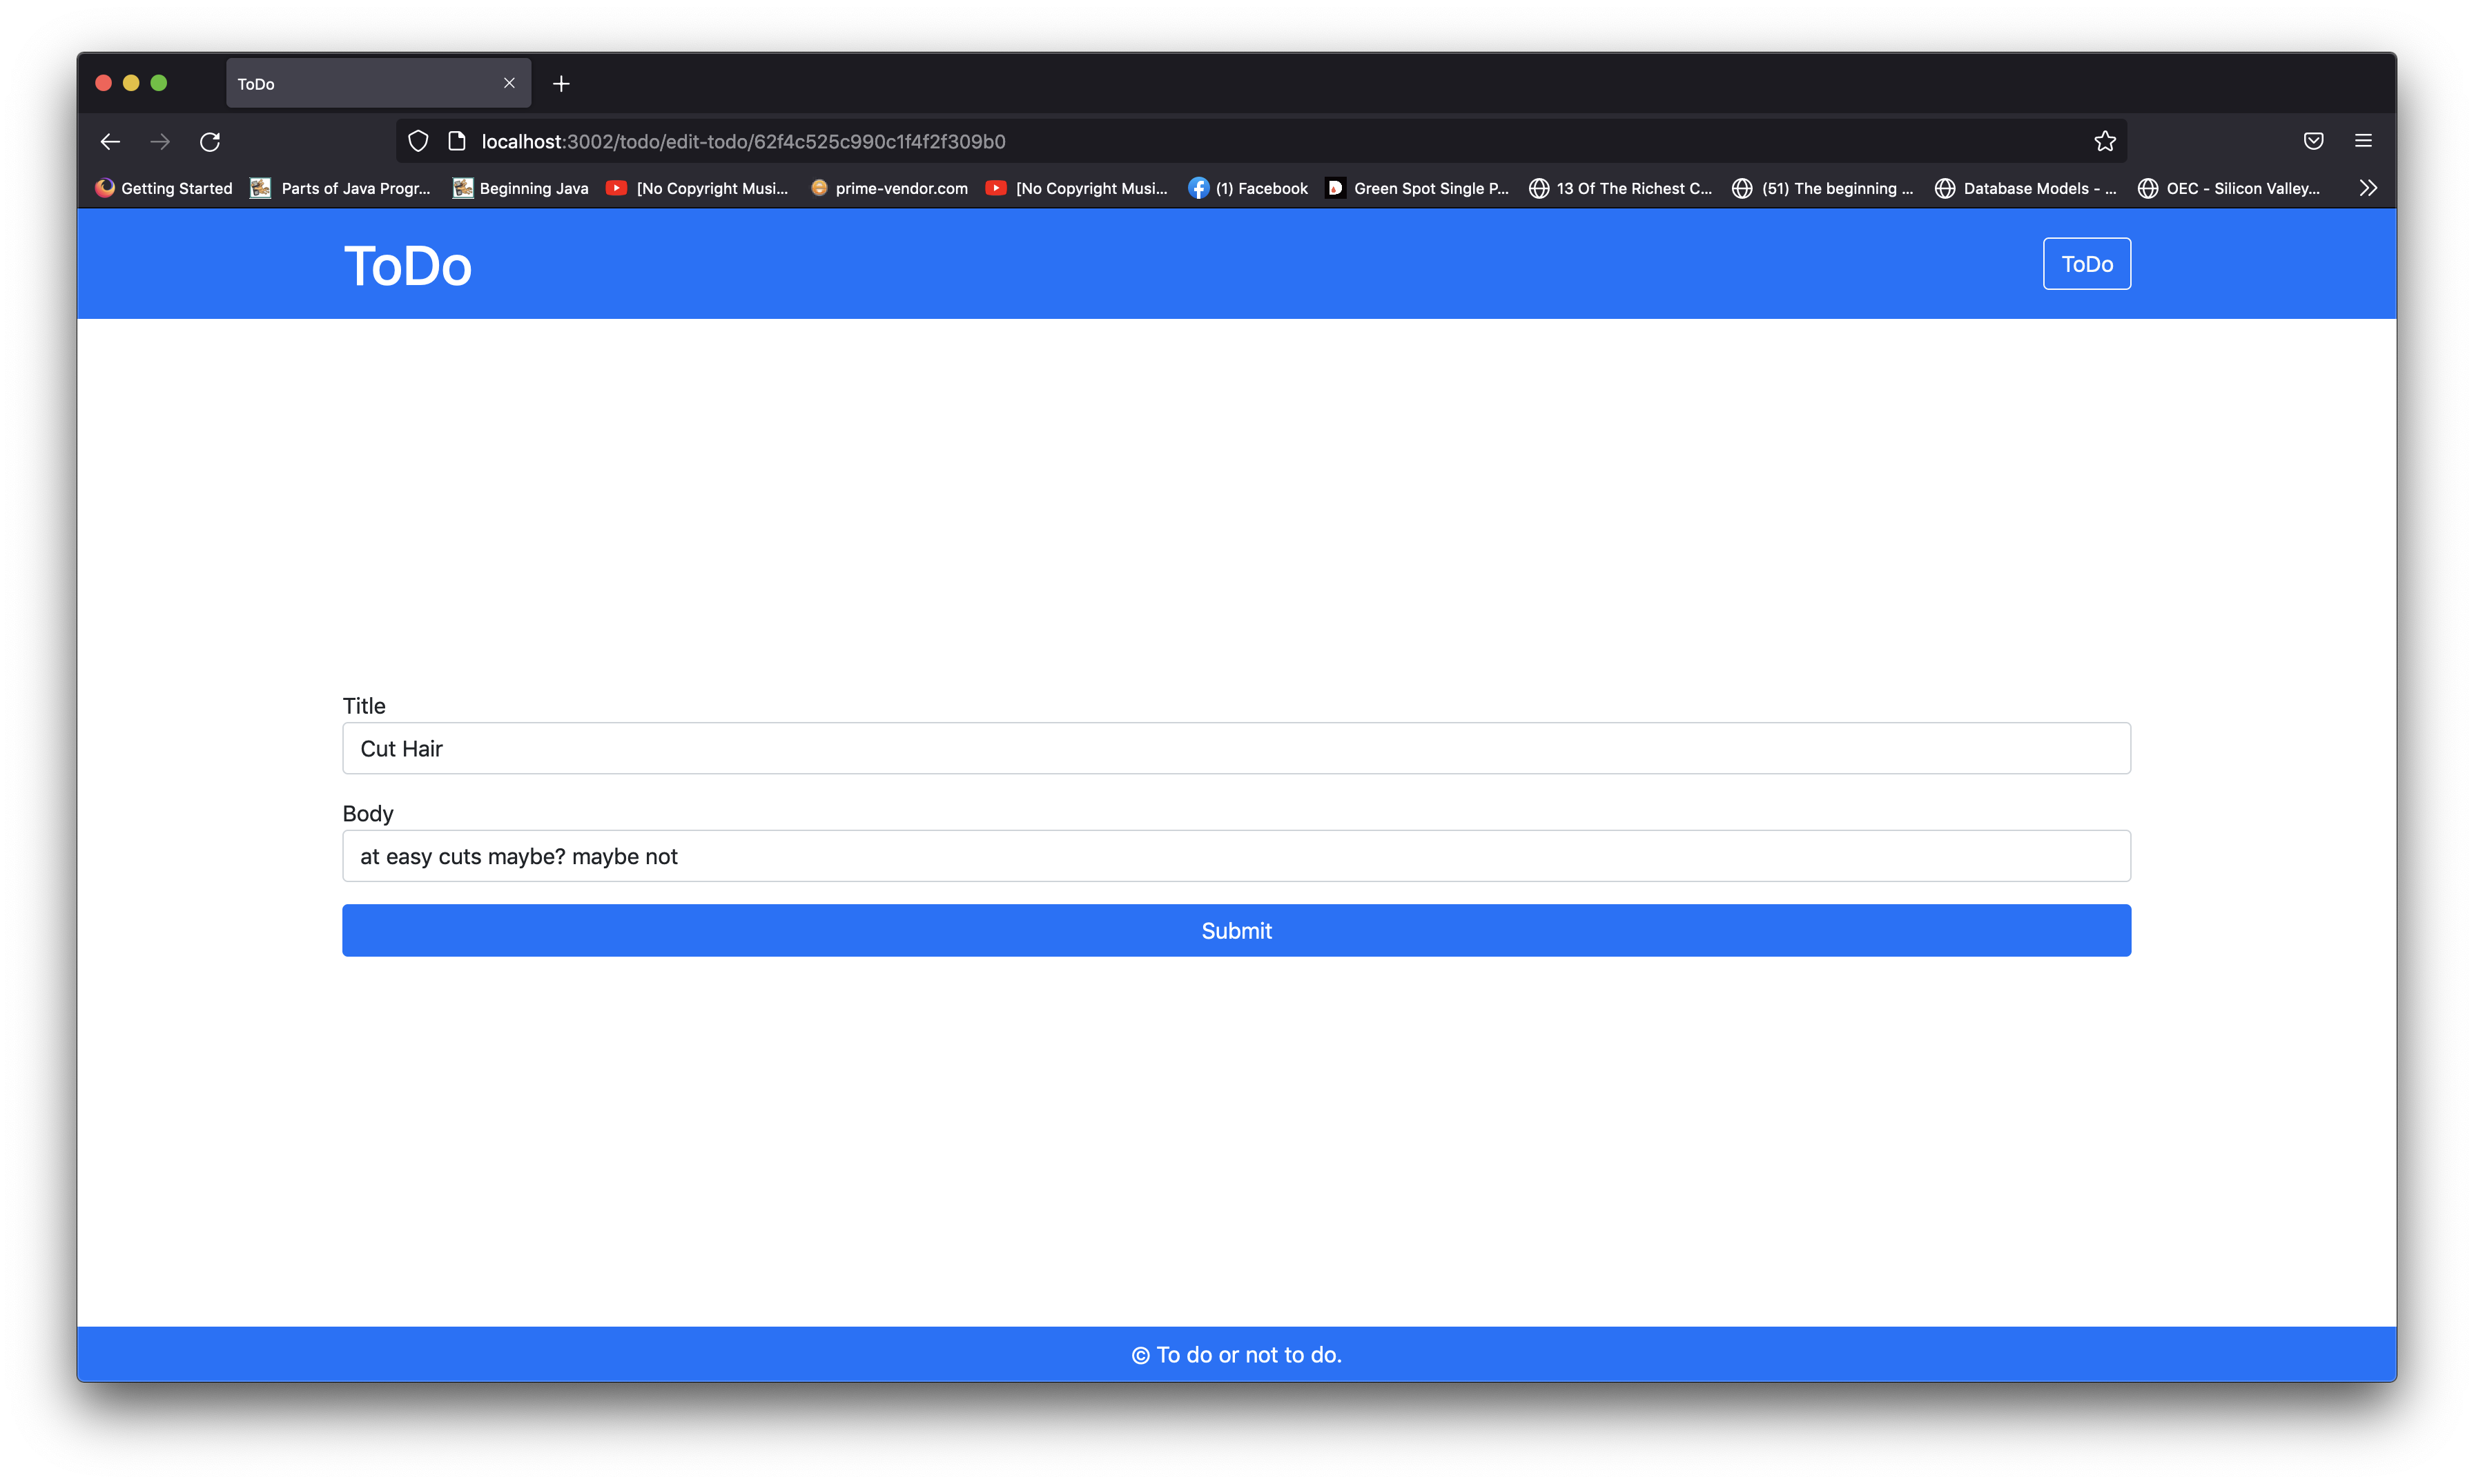 ToDo
localhost:3002/todo/edit-todo/62f4c525c990c1f4f2f309b0
Getting Started Parts of Java Progr... Beginning Java [No Copyright Musi... prime-vendor.com [No Copyright Musi... (1) Facebook Green Spot Single P... 13 Of The Richest C... (51) The beginning ... Database Models - ... OEC - Silicon Valley...
ToDo ToDo
Title
Cut Hair
Body
at easy cuts maybe? maybe not
Submit
© To do or not to do.